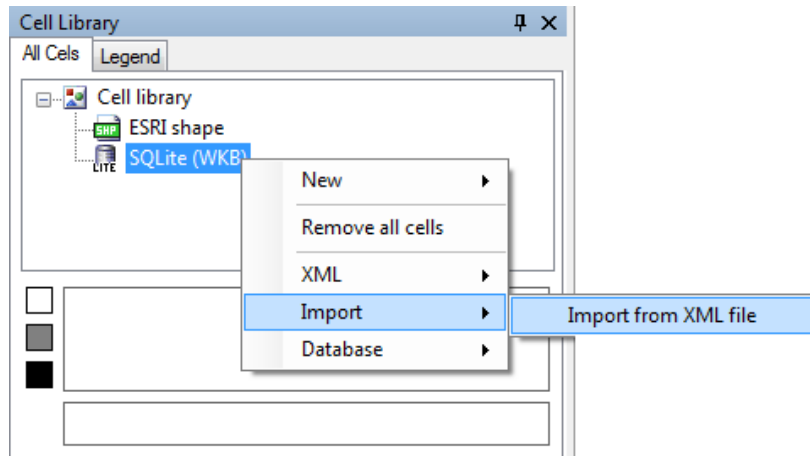 Cell Library
All Cels Legend
Cell library
SHP ESRI shape
LITE SQLite (WKB)
New
Remove all cells
XML
Import
Import from XML file
Database